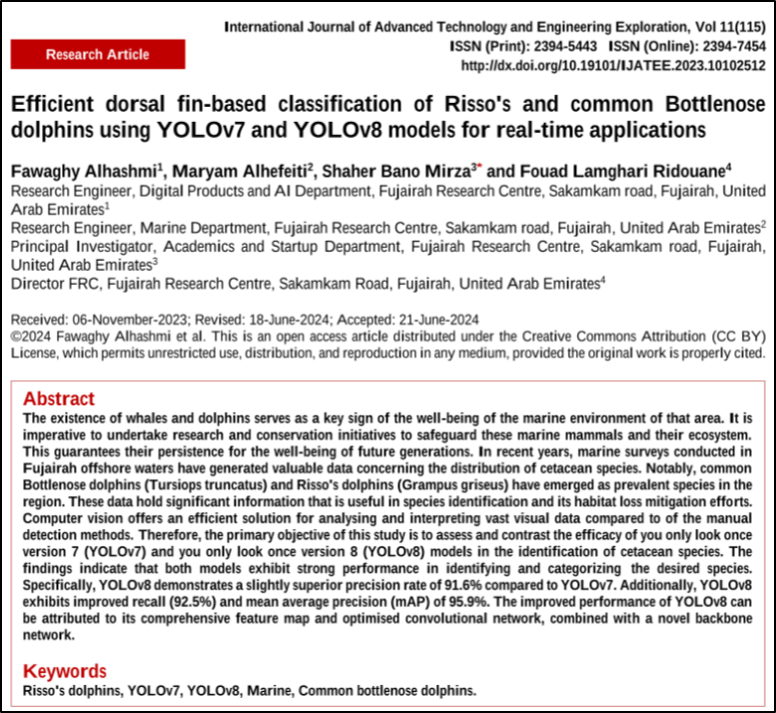 International Journal of Advanced Technology and Engineering Exploration, Vol 11(115)
Research Article
ISSN (Print): 2394-5443 ISSN (Online): 2394-7454
http://dx.doi.org/10.19101/IJATEE.2023.10102512
Efficient dorsal fin-based classification of Risso's and common Bottlenose
dolphins using YOLOv7 and YOLOv8 models for real-time applications
Fawaghy Alhashmi1, Maryam Alhefeiti2, Shaher Bano Mirza3* and Fouad Lamghari Ridouane4
Research Engineer, Digital Products and AI Department, Fujairah Research Centre, Sakamkam road, Fujairah, United
Arab Emirates1
Research Engineer, Marine Department, Fujairah Research Centre, Sakamkam road, Fujairah, United Arab Emirates2
Principal Investigator, Academics and Startup Department, Fujairah Research Centre, Sakamkam road, Fujairah,
United Arab Emirates3
Director FRC, Fujairah Research Centre, Sakamkam Road, Fujairah, United Arab Emirates4
Received: 06-November-2023; Revised: 18-June-2024; Accepted: 21-June-2024
©2024 Fawaghy Alhashmi et al. This is an open access article distributed under the Creative Commons Attribution (CC BY)
License, which permits unrestricted use, distribution, and reproduction in any medium, provided the original work is properly cited.
Abstract
The existence of whales and dolphins serves as a key sign of the well-being of the marine environment of that area. It is
imperative to undertake research and conservation initiatives to safeguard these marine mammals and their ecosystem.
This guarantees their persistence for the well-being of future generations. In recent years, marine surveys conducted in
Fujairah offshore waters have generated valuable data concerning the distribution of cetacean species. Notably, common
Bottlenose dolphins (Tursiops truncatus) and Risso's dolphins (Grampus griseus) have emerged as prevalent species in the
region. These data hold significant information that is useful in species identification and its habitat loss mitigation efforts.
Computer vision offers an efficient solution for analysing and interpreting vast visual data compared to of the manual
detection methods. Therefore, the primary objective of this study is to assess and contrast the efficacy of you only look once
version 7 (YOLOv7) and you only look once version 8 (YOLOv8) models in the identification of cetacean species. The
findings indicate that both models exhibit strong performance in identifying and categorizing the desired species.
Specifically, YOLOv8 demonstrates a slightly superior precision rate of 91.6% compared to YOLOv7. Additionally, YOLOv8
exhibits improved recall (92.5%) and mean average precision (mAP) of 95.9%. The improved performance of YOLOv8 can
be attributed to its comprehensive feature map and optimised convolutional network, combined with a novel backbone
network.
Keywords
Risso's dolphins, YOLOv7, YOLOv8, Marine, Common bottlenose dolphins.